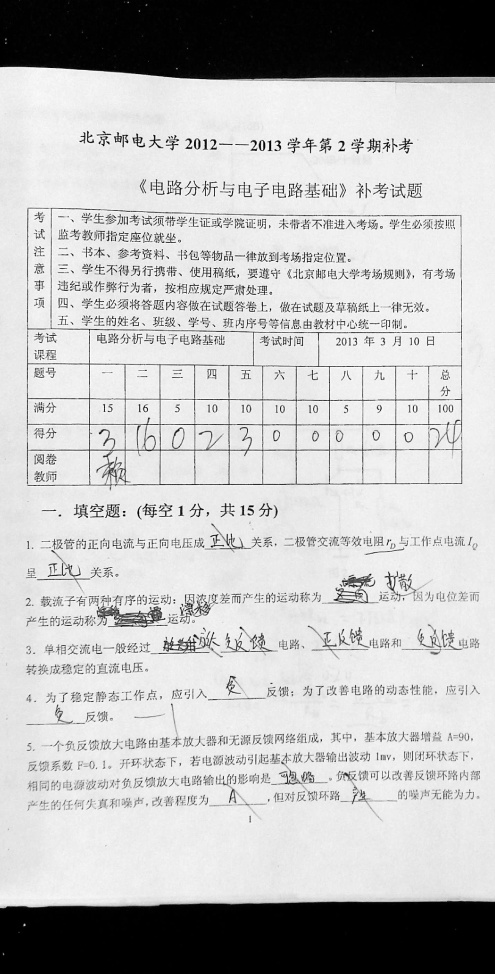 北京邮电大学 2012——2013 学年第 2 学期补考
《电路分析与电子电路基础》补考试题
考试注意事项
一、学生参加考试须带学生证或学院证明，未带者不准进入考场。学生必须按照
监考教师指定座位就坐。
二、书本、参考资料、书包等物品一律放到考场指定位置。
三、学生不得另行携带、使用稿纸，要遵守《北京邮电大学考场规则》，有考场
违纪或作弊行为者，按相应规定严肃处理。
四、学生必须将答题内容做在试题答卷上，做在试题及草稿纸上一律无效。
五、学生的姓名、班级、学号、班内序号等信息由教材中心统一印制。
考试课程 电路分析与电子电路基础 考试时间 2013 年 3 月 10 日
题号 一 二 三 四 五 六 七 八 九 十 总分
满分 15 16 5 10 10 10 10 5 9 10 100
得分 3 16 0 2 3 0 0 0 0 0 24
阅卷教师
一．填空题：(每空 1 分，共 15 分)
1. 二极管的正向电流与正向电压成 正比 关系，二极管交流等效电阻 r_D 与工作点电流 I_Q
呈 正比 关系。
2. 载流子有两种有序的运动：因浓度差而产生的运动称为 扩散 运动，因为电位差而
产生的运动称为 漂移 运动。
3. 单相交流电一般经过 负反馈 电路、 正反馈 电路和 负反馈 电路
转换成稳定的直流电压。
4. 为了稳定静态工作点，应引入 负 反馈；为了改善电路的动态性能，应引入
负 反馈。
5. 一个负反馈放大电路由基本放大器和无源反馈网络组成，其中，基本放大器增益 A=90，
反馈系数 F=0.1。开环状态下，若电源波动引起基本放大器输出波动 1mv，则闭环状态下，
相同的电源波动对负反馈放大电路输出的影响是 。负反馈可以改善反馈环路内部
产生的任何失真和噪声，改善程度为 A ，但对反馈环路 的噪声无能为力。
1